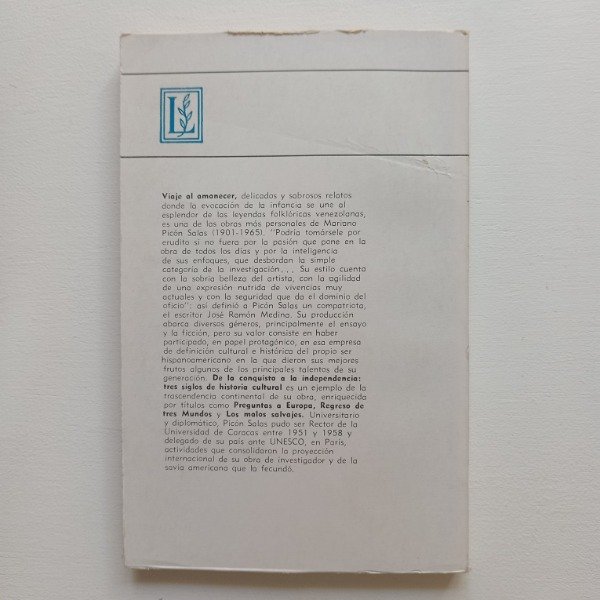 L
Viaje al amanecer, delicados y sabrosos relatos
donde la evocación de la infancia se une al
esplendor de las leyendas folklóricas venezolanas,
es una de las obras más personales de Mariano
Picón Salas (1901-1965). "Podría tomársele por
erudito si no fuera por la pasión que pone en la
obra de todos los días y por la inteligencia
de sus enfoques, que desbordan la simple
categoría de la investigación... Su estilo cuenta
con la sobria belleza del artista, con la agilidad
de una expresión nutrida de vivencias muy
actuales y con la seguridad que da el dominio del
oficio": así definió a Picón Salas un compatriota,
el escritor José Ramón Medina. Su producción
abarca diversos géneros, principalmente el ensayo
y la ficción, pero su valor consiste en haber
participado, en papel protagónico, en esa empresa
de definición cultural e histórica del propio ser
hispanoamericano en la que dieron sus mejores
frutos algunos de los principales talentos de su
generación. De la conquista a la independencia:
tres siglos de historia cultural es un ejemplo de la
trascendencia continental de su obra, enriquecida
por títulos como Preguntas a Europa, Regreso de
tres Mundos y Los malos salvajes. Universitario
y diplomático, Picón Salas pudo ser Rector de la
Universidad de Caracas entre 1951 y 1958 y
delegado de su país ante UNESCO, en París,
actividades que consolidaron la proyección
internacional de su obra de investigador y de la
savia americana que la fecundó.